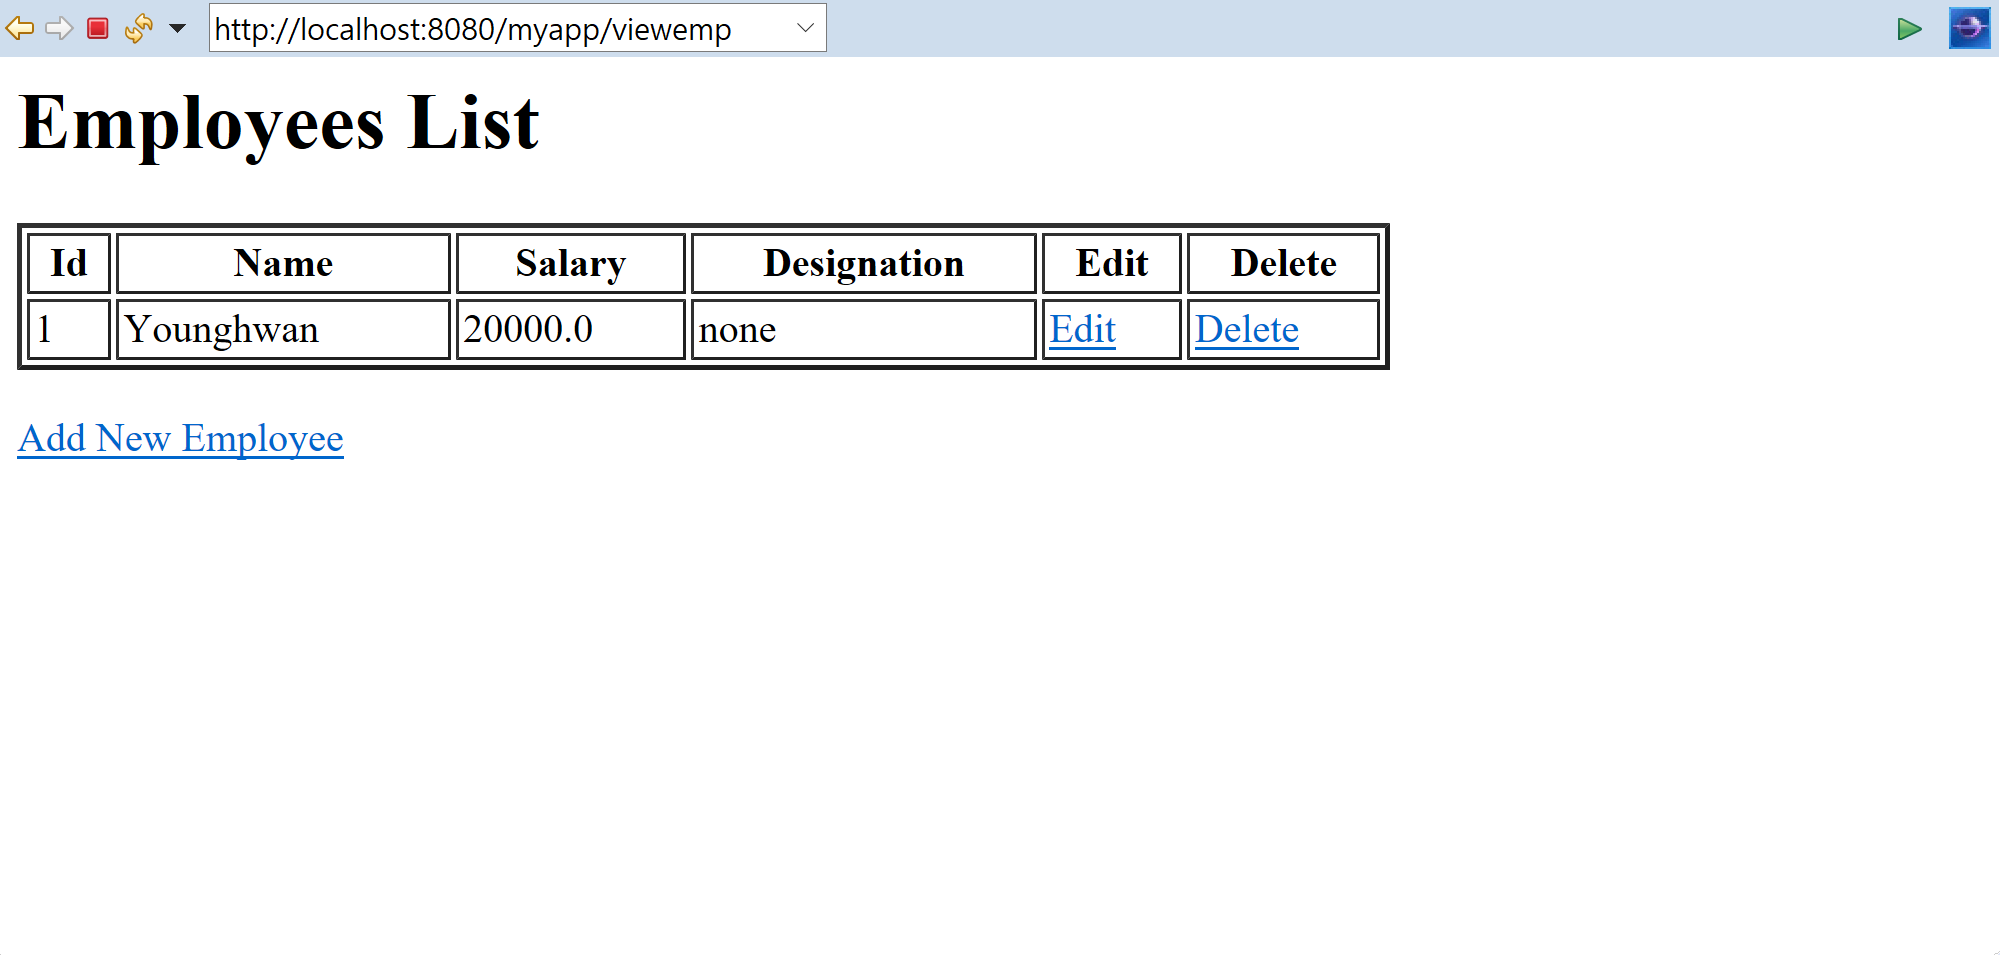 http://localhost:8080/myapp/viewemp
Employees List
Id Name Salary Designation Edit Delete
1 Younghwan 20000.0 none Edit Delete
Add New Employee